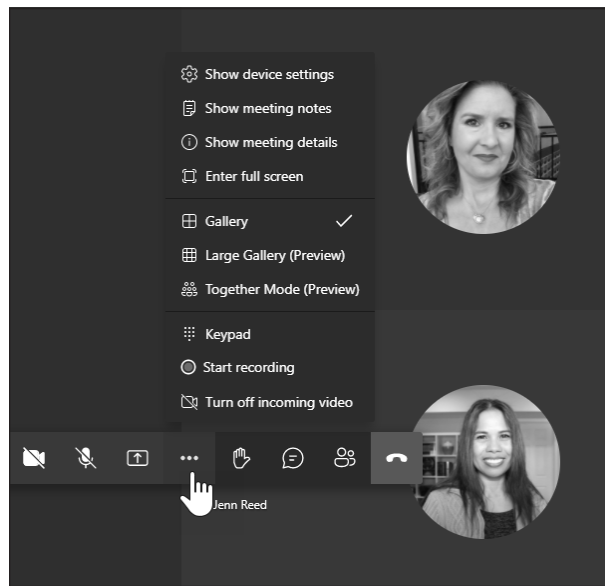 Show device settings
Show meeting notes
Show meeting details
Enter full screen
Gallery
Large Gallery (Preview)
Together Mode (Preview)
Keypad
Start recording
Turn off incoming video
Jenn Reed